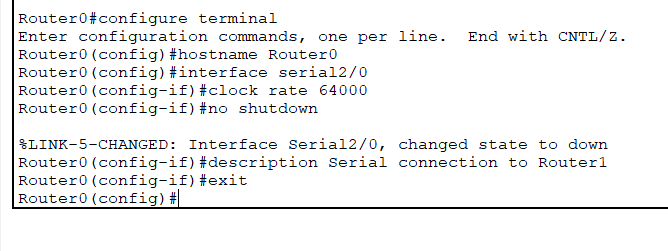 Router0#configure terminal
Enter configuration commands, one per line.  End with CNTL/Z.
Router0(config)#hostname Router0
Router0(config)#interface serial2/0
Router0(config-if)#clock rate 64000
Router0(config-if)#no shutdown

%LINK-5-CHANGED: Interface Serial2/0, changed state to down
Router0(config-if)#description Serial connection to Router1
Router0(config-if)#exit
Router0(config)#